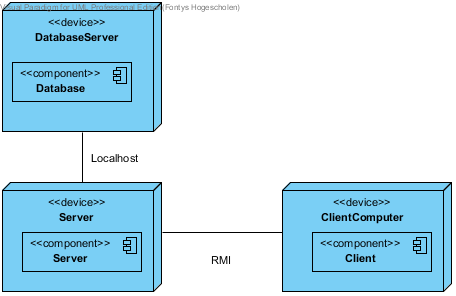 Visual Paradigm for UML Professional Edition(Fontys Hogescholen)
<<device>>
DatabaseServer
<<component>>
Database
Localhost
<<device>>
Server
<<component>>
Server
RMI
<<device>>
ClientComputer
<<component>>
Client